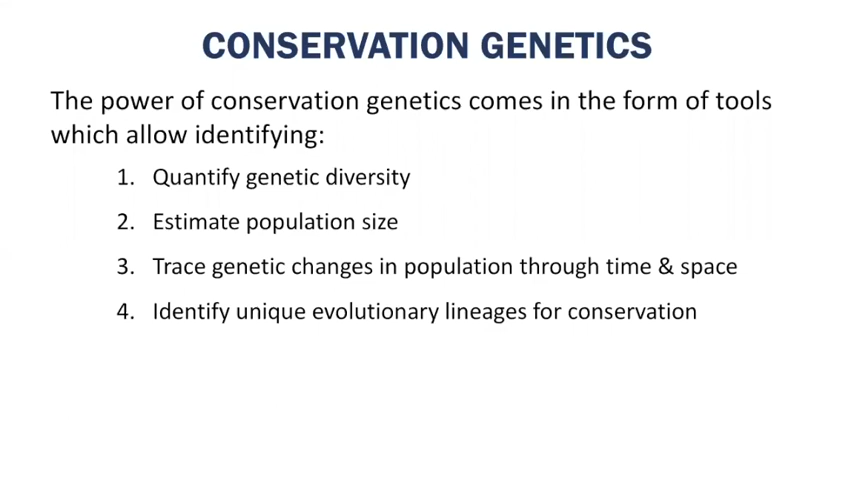 CONSERVATION GENETICS
The power of conservation genetics comes in the form of tools
which allow identifying:
1. Quantify genetic diversity
2. Estimate population size
3. Trace genetic changes in population through time & space
4. Identify unique evolutionary lineages for conservation